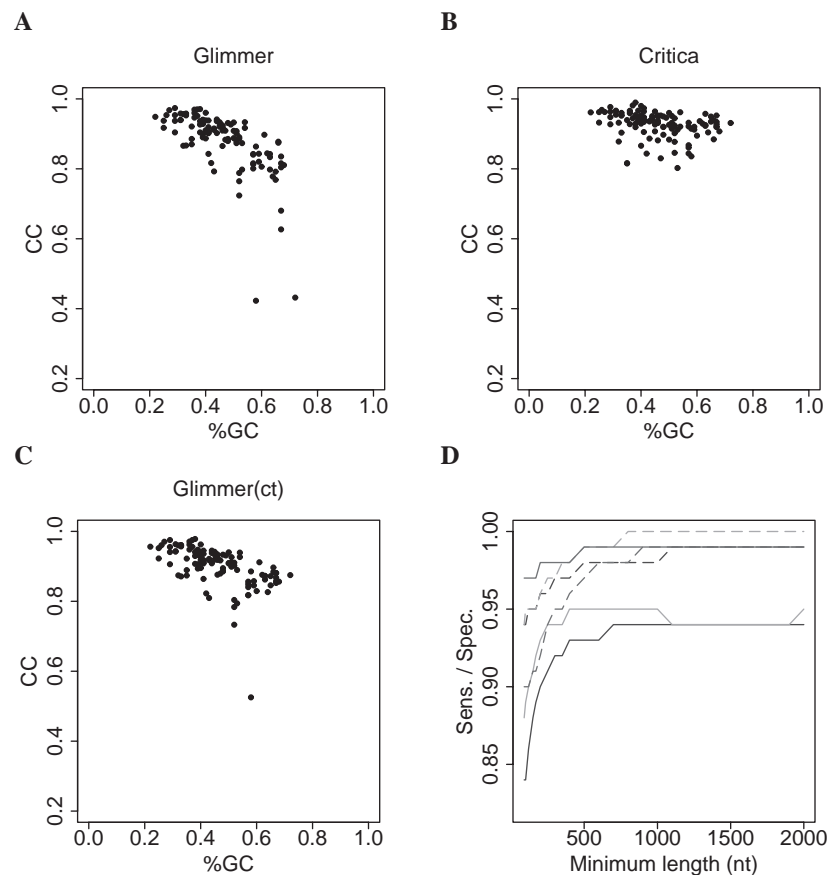 A
Glimmer
CC
1.0
0.8
0.6
0.4
0.2
0.0 0.2 0.4 0.6 0.8 1.0
%GC
B
Critica
CC
1.0
0.8
0.6
0.4
0.2
0.0 0.2 0.4 0.6 0.8 1.0
%GC
C
Glimmer(ct)
CC
1.0
0.8
0.6
0.4
0.2
0.0 0.2 0.4 0.6 0.8 1.0
%GC
D
Sens. / Spec.
1.00
0.95
0.90
0.85
500 1000 1500 2000
Minimum length (nt)